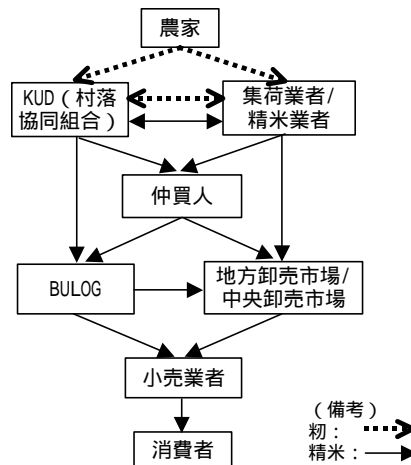 農家
KUD（村落
協同組合）
集荷業者/
精米業者
仲買人
BULOG
地方卸売市場/
中央卸売市場
小売業者
消費者
（備考）
籾：
精米：